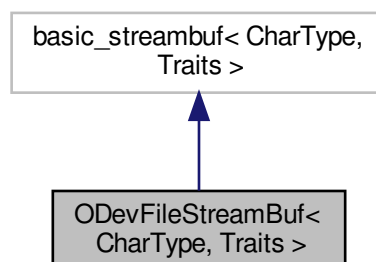 basic_streambuf< CharType,
Traits >
ODevFileStreamBuf<
CharType, Traits >